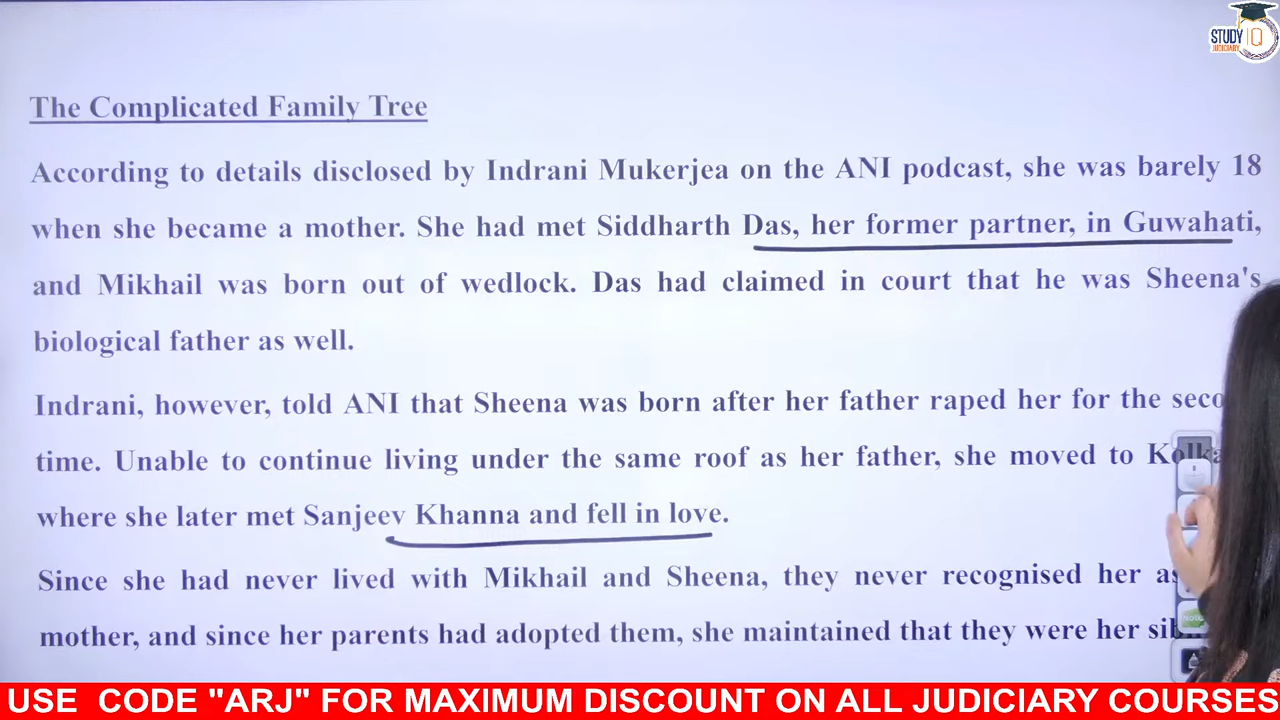 STUDY IQ
JUDICIARY
The Complicated Family Tree
According to details disclosed by Indrani Mukerjea on the ANI podcast, she was barely 18
when she became a mother. She had met Siddharth Das, her former partner, in Guwahati,
and Mikhail was born out of wedlock. Das had claimed in court that he was Sheena's
biological father as well.
Indrani, however, told ANI that Sheena was born after her father raped her for the
time. Unable to continue living under the same roof as her father, she moved to
where she later met Sanjeev Khanna and fell in love.
Since she had never lived with Mikhail and Sheena, they never recognised her as
mother, and since her parents had adopted them, she maintained that they were her
USE CODE "ARJ" FOR MAXIMUM DISCOUNT ON ALL JUDICIARY COURSES